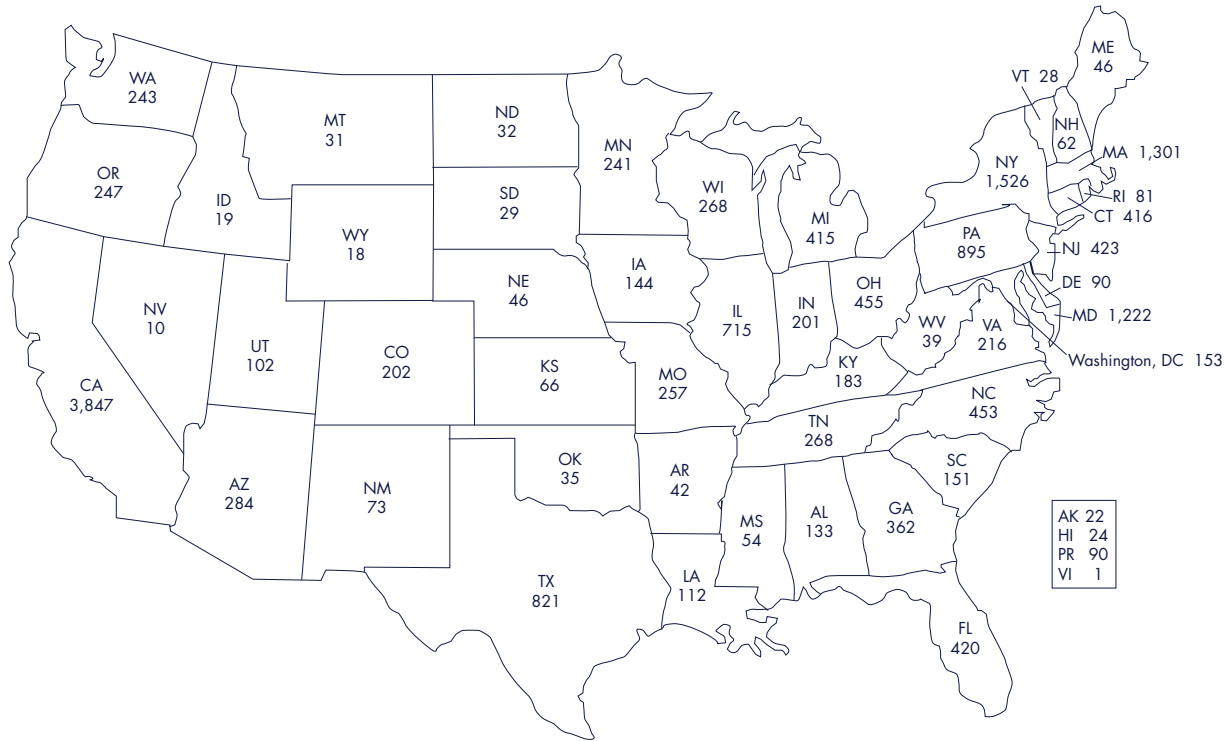 ME
46
VT 28
WA
243
NH
62
MT
31
ND
32
MN
241
MA 1,301
NY
1,526
OR
247
ID
19
SD
29
WI
268
RI 81
CT 416
MI
415
WY
18
PA
895
NJ 423
IA
144
NE
46
OH
455
DE 90
NV
10
IL
715
IN
201
MD 1,222
WV
39
VA
216
UT
102
CO
202
Washington, DC 153
KS
66
MO
257
KY
183
CA
3,847
NC
453
TN
268
OK
35
AR
42
SC
151
AZ
284
NM
73
MS
54
AL
133
GA
362
AK 22
HI 24
PR 90
VI 1
TX
821
LA
112
FL
420